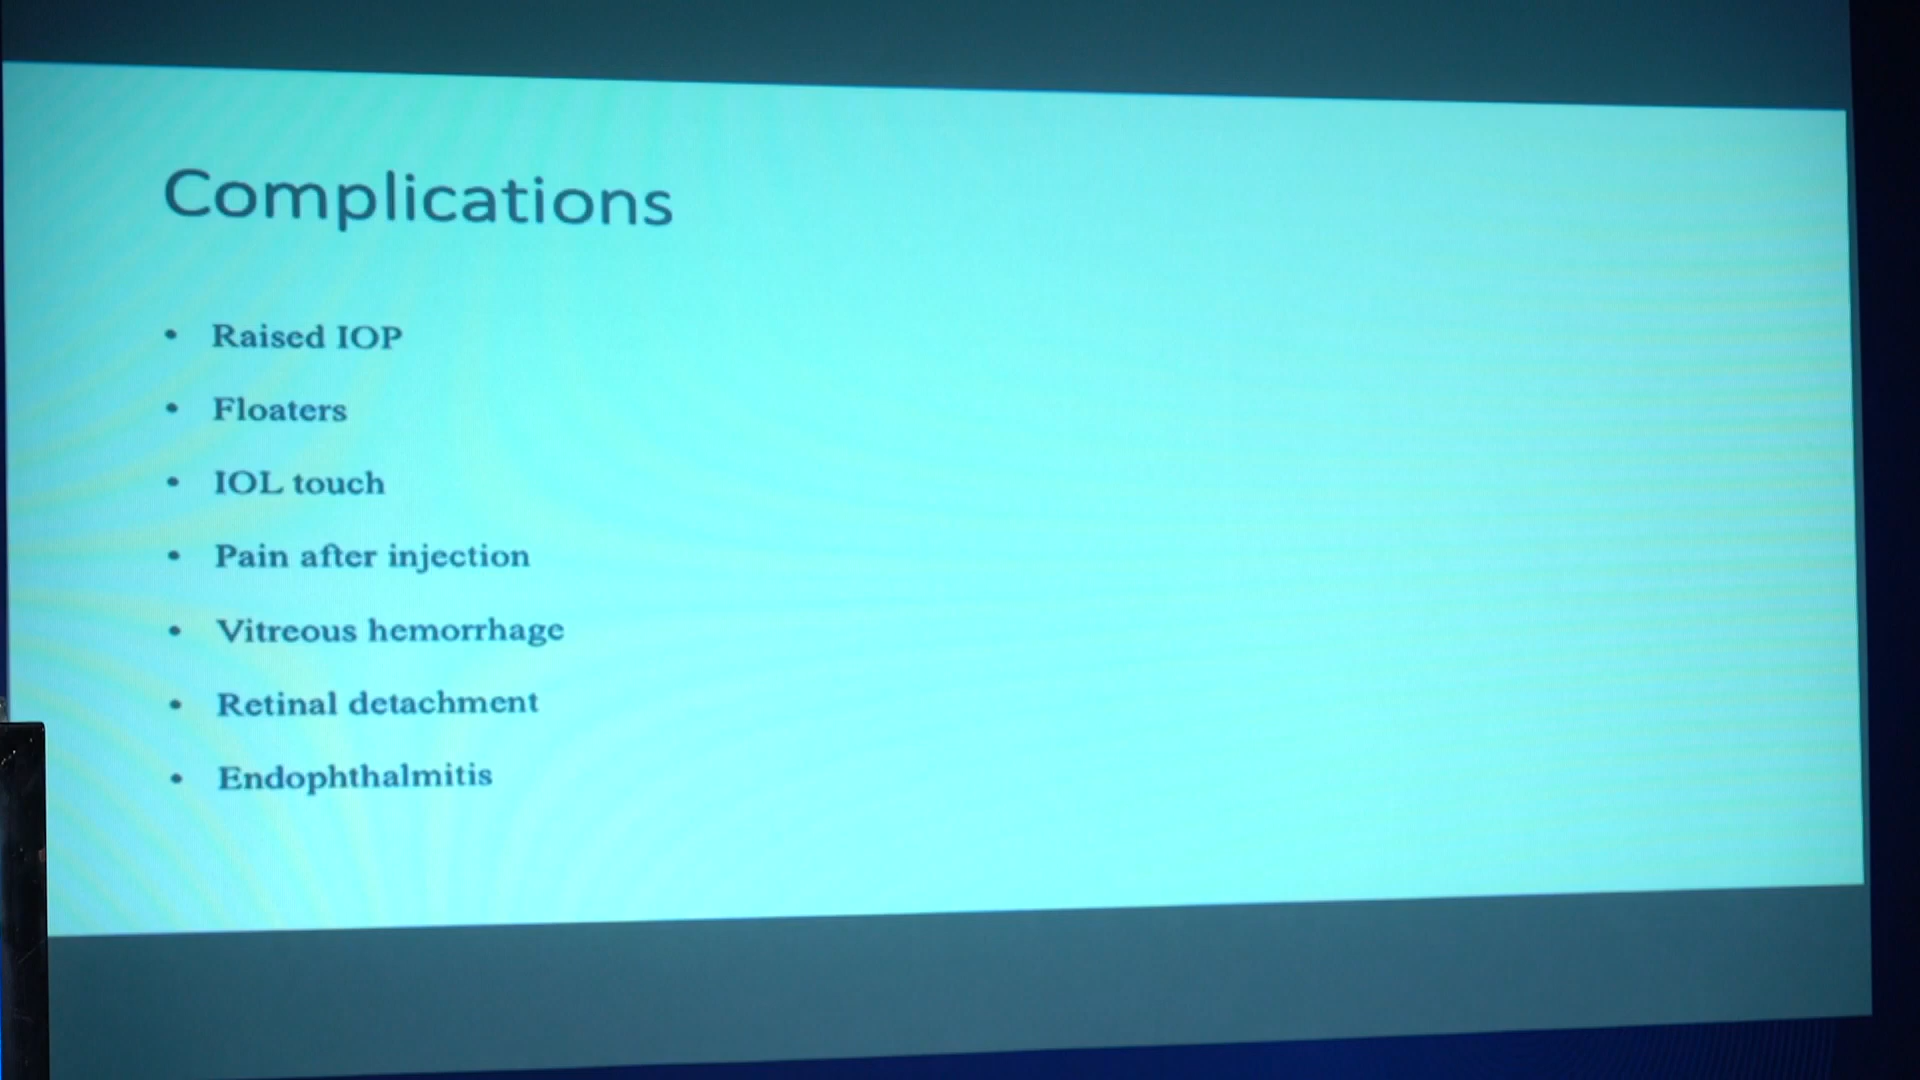 Complications
• Raised IOP
• Floaters
• IOL touch
• Pain after injection
• Vitreous hemorrhage
• Retinal detachment
• Endophthalmitis